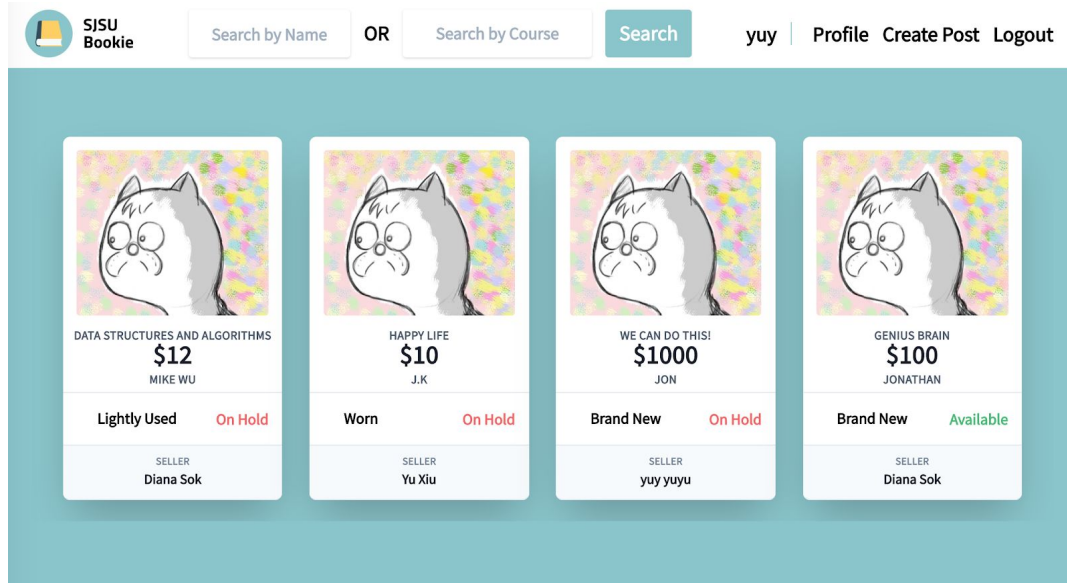 SJSU
Bookie
Search by Name
OR
Search by Course
Search
yuy
Profile
Create Post
Logout
DATA STRUCTURES AND ALGORITHMS
$12
MIKE WU
Lightly Used
On Hold
SELLER
Diana Sok
HAPPY LIFE
$10
J.K
Worn
On Hold
SELLER
Yu Xiu
WE CAN DO THIS!
$1000
JON
Brand New
On Hold
SELLER
yuy yuyu
GENIUS BRAIN
$100
JONATHAN
Brand New
Available
SELLER
Diana Sok